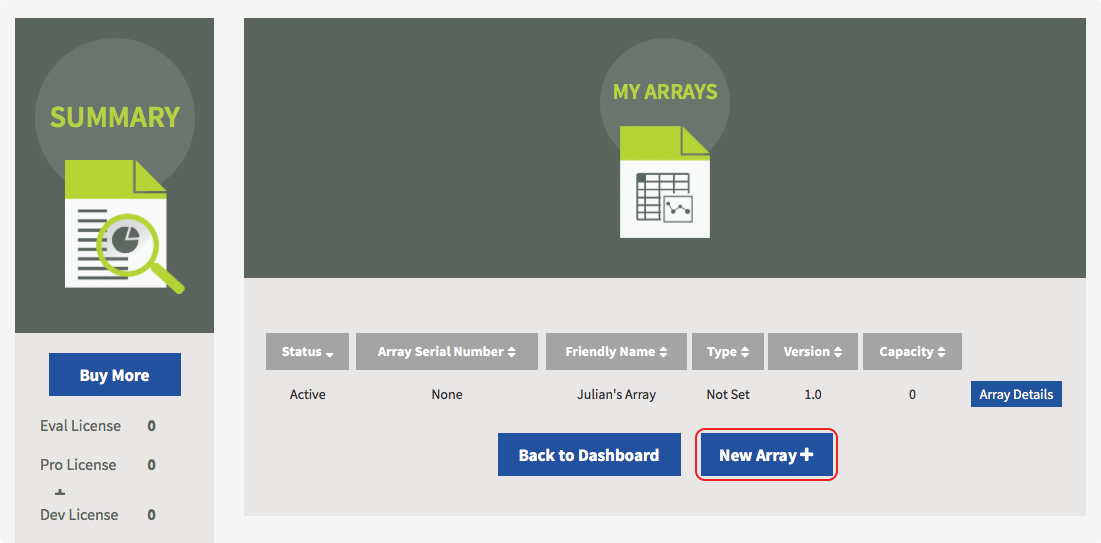 SUMMARY
Buy More
Eval License 0
Pro License 0
Dev License 0
MY ARRAYS
Status Array Serial Number Friendly Name Type Version Capacity
Active None Julian's Array Not Set 1.0 0 Array Details
Back to Dashboard New Array +